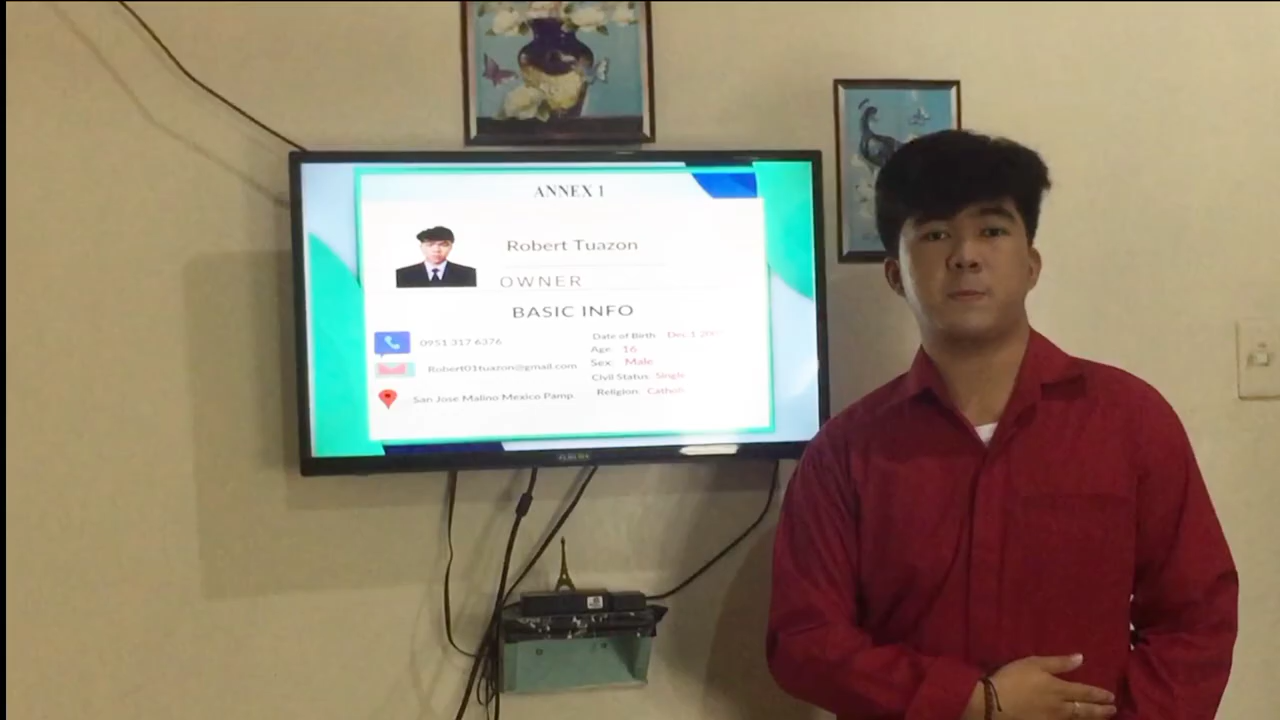 ANNEX 1
Robert Tuazon
OWNER
BASIC INFO
0951 317 6376
Robert01tuazon@gmail.com
San Jose Malino Mexico Pamp.
Date of Birth: Dec 1
Age: 16
Sex: Male
Civil Status: Single
Religion: